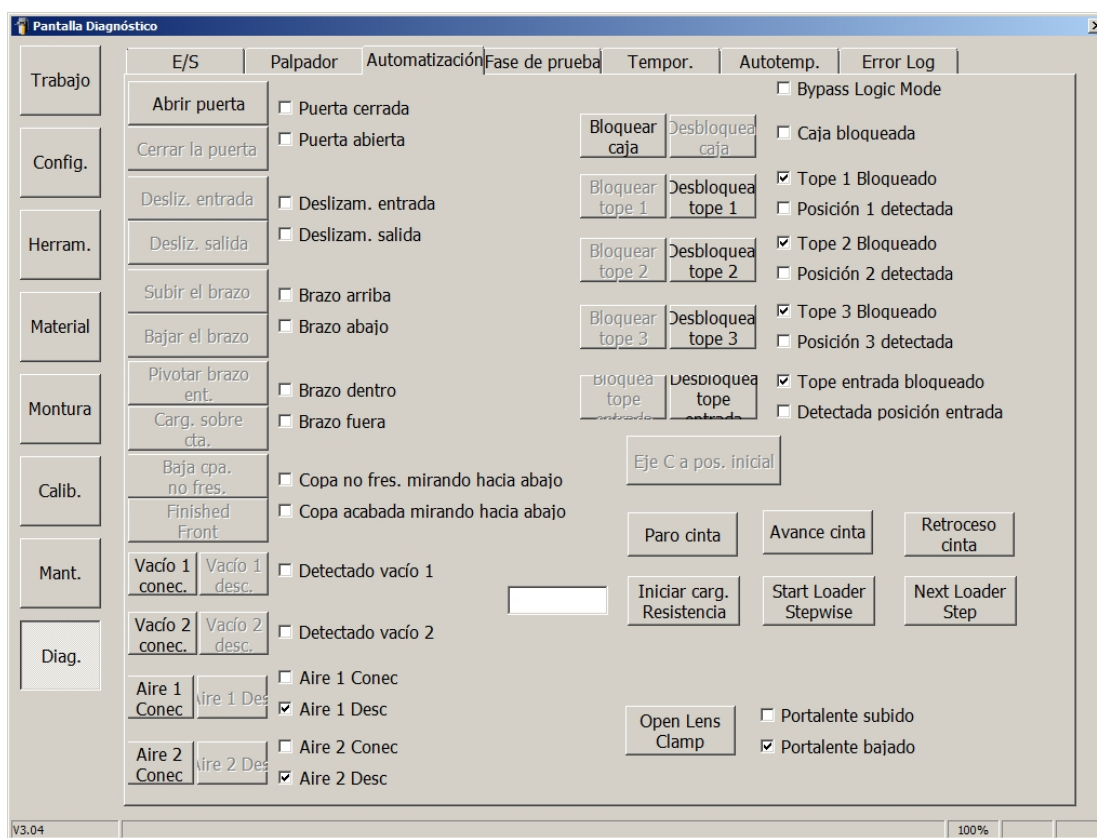 Pantalla Diagnóstico
Trabajo
Config.
Herram.
Material
Montura
Calib.
Mant.
Diag.
E/S
Palpador
Automatización
Fase de prueba
Tempor.
Autotemp.
Error Log
Abrir puerta
Cerrar la puerta
Puerta cerrada
Puerta abierta
Desliz. entrada
Desliz. salida
Deslizam. entrada
Deslizam. salida
Subir el brazo
Bajar el brazo
Brazo arriba
Brazo abajo
Pivotar brazo
ent.
Carg. sobre
cta.
Brazo dentro
Brazo fuera
Baja cpa.
no fres.
Finished
Front
Copa no fres. mirando hacia abajo
Copa acabada mirando hacia abajo
Vacío 1
conec.
Vacío 1
desc.
Detectado vacío 1
Vacío 2
conec.
Vacío 2
desc.
Detectado vacío 2
Aire 1
Conec
Aire 1 Des
Aire 1 Conec
Aire 1 Desc
Aire 2
Conec
Aire 2 Des
Aire 2 Conec
Aire 2 Desc
Bypass Logic Mode
Bloquear
caja
Desbloquea
caja
Caja bloqueada
Bloquear
tope 1
Desbloquea
tope 1
Tope 1 Bloqueado
Posición 1 detectada
Bloquear
tope 2
Desbloquea
tope 2
Tope 2 Bloqueado
Posición 2 detectada
Bloquear
tope 3
Desbloquea
tope 3
Tope 3 Bloqueado
Posición 3 detectada
Bloquea
tope
entrada
Desbloquea
tope
entrada
Tope entrada bloqueado
Detectada posición entrada
Eje C a pos. inicial
Paro cinta
Avance cinta
Retroceso
cinta
Iniciar carg.
Resistencia
Start Loader
Stepwise
Next Loader
Step
Open Lens
Clamp
Portalente subido
Portalente bajado
V3.04
100%